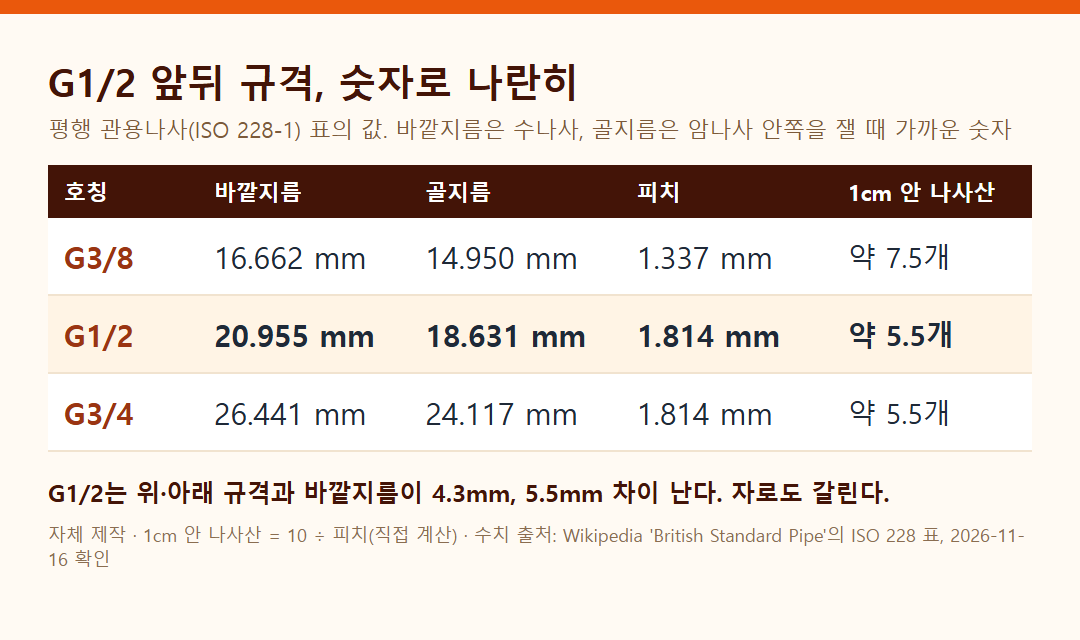 G1/2 앞뒤 규격, 숫자로 나란히
평행 관용나사(ISO 228-1) 표의 값. 바깥지름은 수나사, 골지름은 암나사 안쪽을 잴 때 가까운 숫자
호칭 바깥지름 골지름 피치 1cm 안 나사산
G3/8 16.662 mm 14.950 mm 1.337 mm 약 7.5개
G1/2 20.955 mm 18.631 mm 1.814 mm 약 5.5개
G3/4 26.441 mm 24.117 mm 1.814 mm 약 5.5개
G1/2는 위·아래 규격과 바깥지름이 4.3mm, 5.5mm 차이 난다. 자로도 갈린다.
자체 제작 · 1cm 안 나사산 = 10 ÷ 피치(직접 계산) · 수치 출처: Wikipedia 'British Standard Pipe'의 ISO 228 표, 2026-11-
16 확인